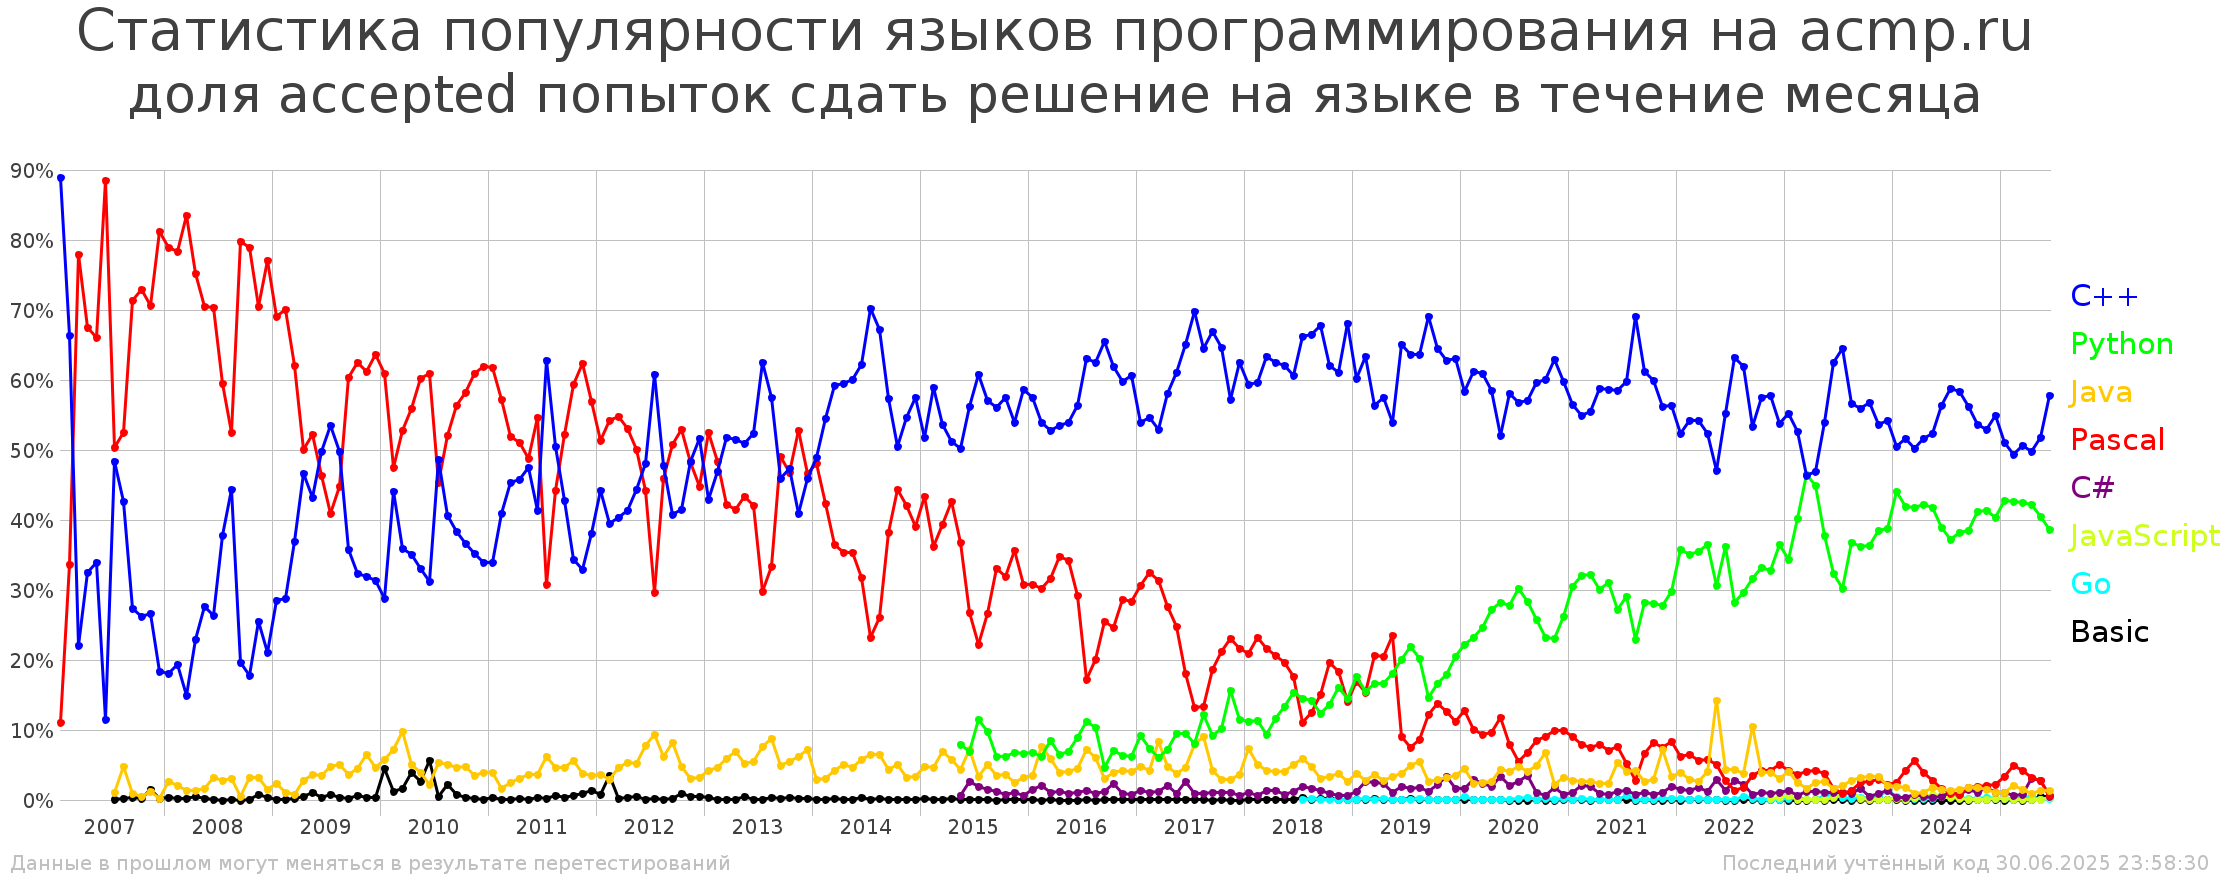 Статистика популярности языков программирования на acmp.ru
доля accepted попыток сдать решение на языке в течение месяца
90%
80%
70%
60%
50%
40%
30%
20%
10%
0%
2007 2008 2009 2010 2011 2012 2013 2014 2015 2016 2017 2018 2019 2020 2021 2022 2023 2024
C++
Python
Java
Pascal
C#
JavaScript
Go
Basic
Данные в прошлом могут меняться в результате перетестирований
Последний учтённый код 30.06.2025 23:58:30